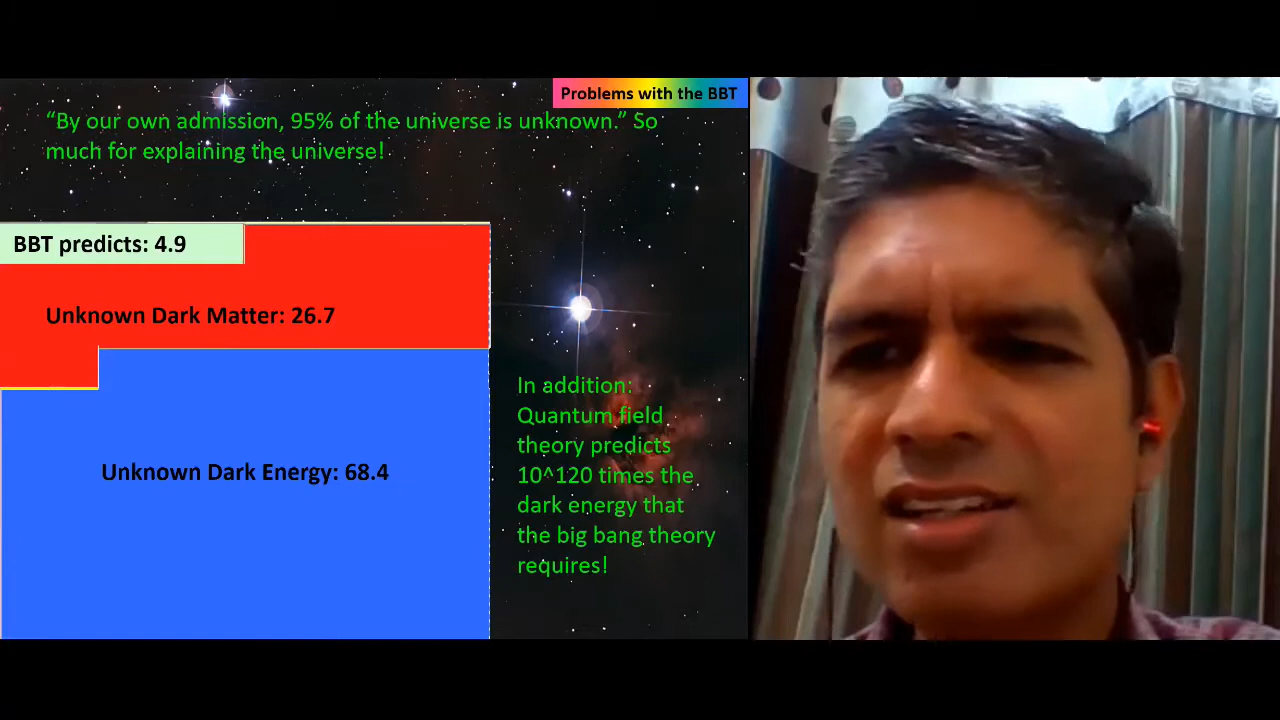 Problems with the BBT
“By our own admission, 95% of the universe is unknown.” So
much for explaining the universe!
BBT predicts: 4.9
Unknown Dark Matter: 26.7
Unknown Dark Energy: 68.4
In addition:
Quantum field
theory predicts
10^120 times the
dark energy that
the big bang theory
requires!